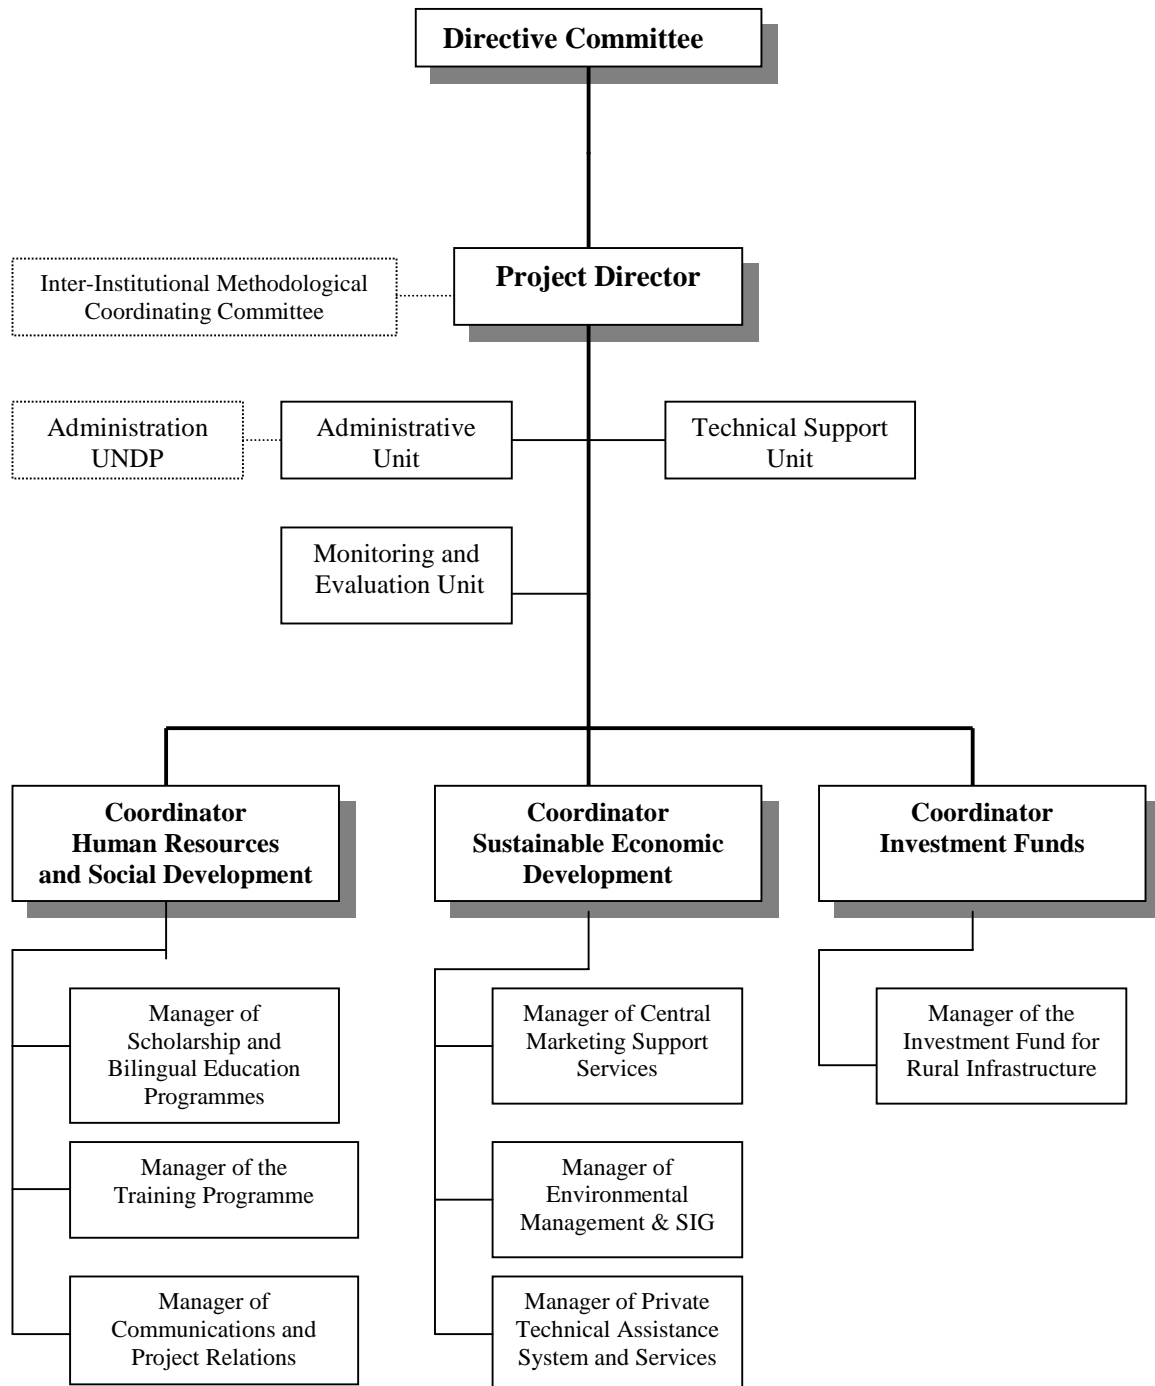 Directive Committee
Project Director
Inter-Institutional Methodological
Coordinating Committee
Administration
UNDP
Administrative
Unit
Technical Support
Unit
Monitoring and
Evaluation Unit
Coordinator
Human Resources
and Social Development
Coordinator
Sustainable Economic
Development
Coordinator
Investment Funds
Manager of
Scholarship and
Bilingual Education
Programmes
Manager of the
Training Programme
Manager of
Communications and
Project Relations
Manager of Central
Marketing Support
Services
Manager of
Environmental
Management & SIG
Manager of Private
Technical Assistance
System and Services
Manager of the
Investment Fund for
Rural Infrastructure